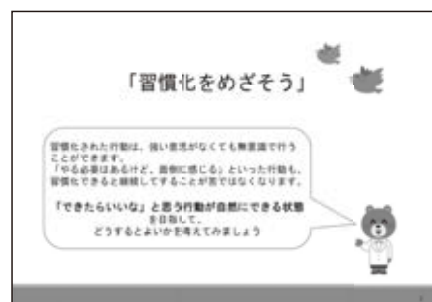 「習慣化をめざそう」
習慣化された行動は、強い意志がなくても無意識で行う
ことができます。
「やる必要はあるけど、面倒に感じる」といった行動も、
習慣化できると継続してすることが苦ではなくなります。
「できたらいいな」と思う行動が自然にできる状態
を目指して、
どうするとよいかを考えてみましょう